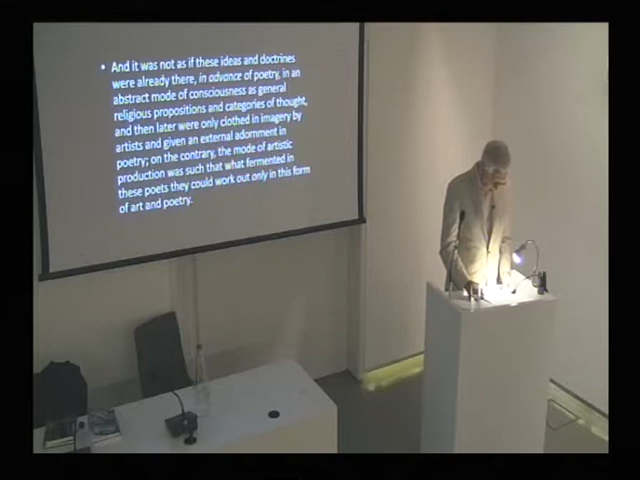 • And it was not as if these ideas and doctrines
were already there, in advance of poetry, in an
abstract mode of consciousness as general
religious propositions and categories of thought,
and then later were only clothed in imagery by
artists and given an external adornment in
poetry; on the contrary, the mode of artistic
production was such that what fermented in
these poets they could work out only in this form
of art and poetry.